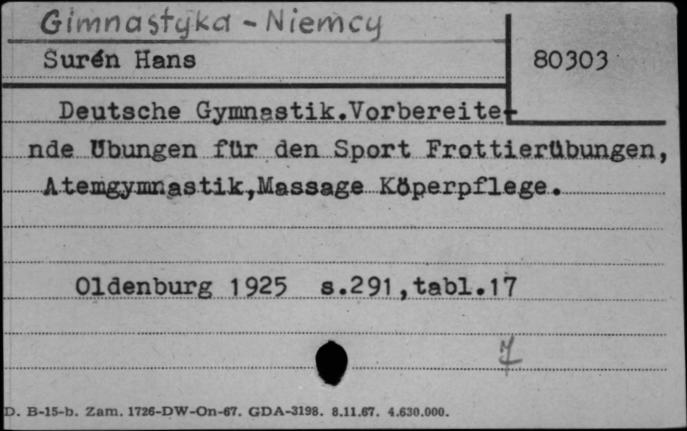 Gimnastyka - Niemcy
Surén Hans
80303
Deutsche Gymnastik.Vorbereite-
nde Übungen für den Sport Frottierübungen,
Atemgymnastik,Massage Köperpflege.
Oldenburg 1925 s.291,tabl.17
D. B-15-b. Zam. 1726-DW-On-67. GDA-3198. 8.11.67. 4.630.000.